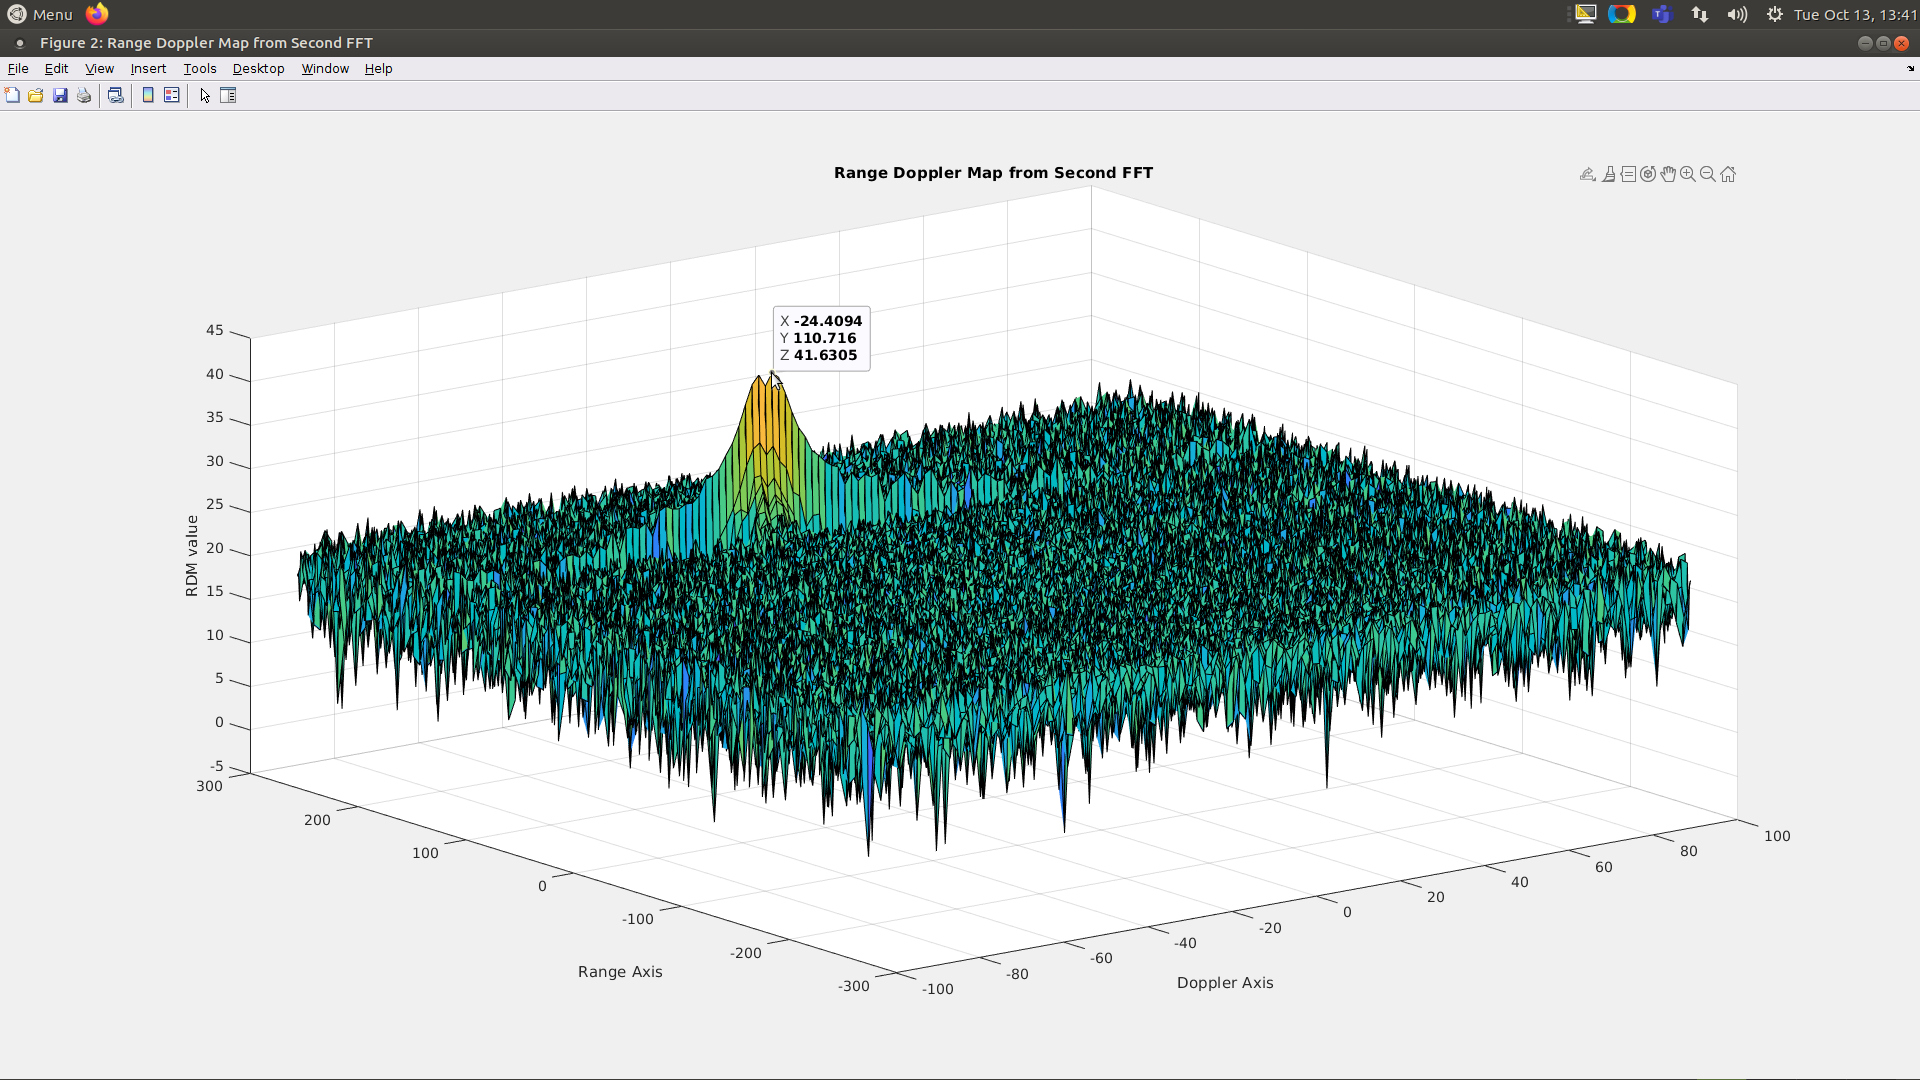 Menu
Tue Oct 13, 13:41
Figure 2: Range Doppler Map from Second FFT
File Edit View Insert Tools Desktop Window Help
Range Doppler Map from Second FFT
X -24.4094
Y 110.716
Z 41.6305
45
40
35
30
25
20
15
10
5
0
-5
RDM value
300
200
100
0
-100
-200
-300
Range Axis
-100
-80
-60
-40
-20
0
20
40
60
80
100
Doppler Axis